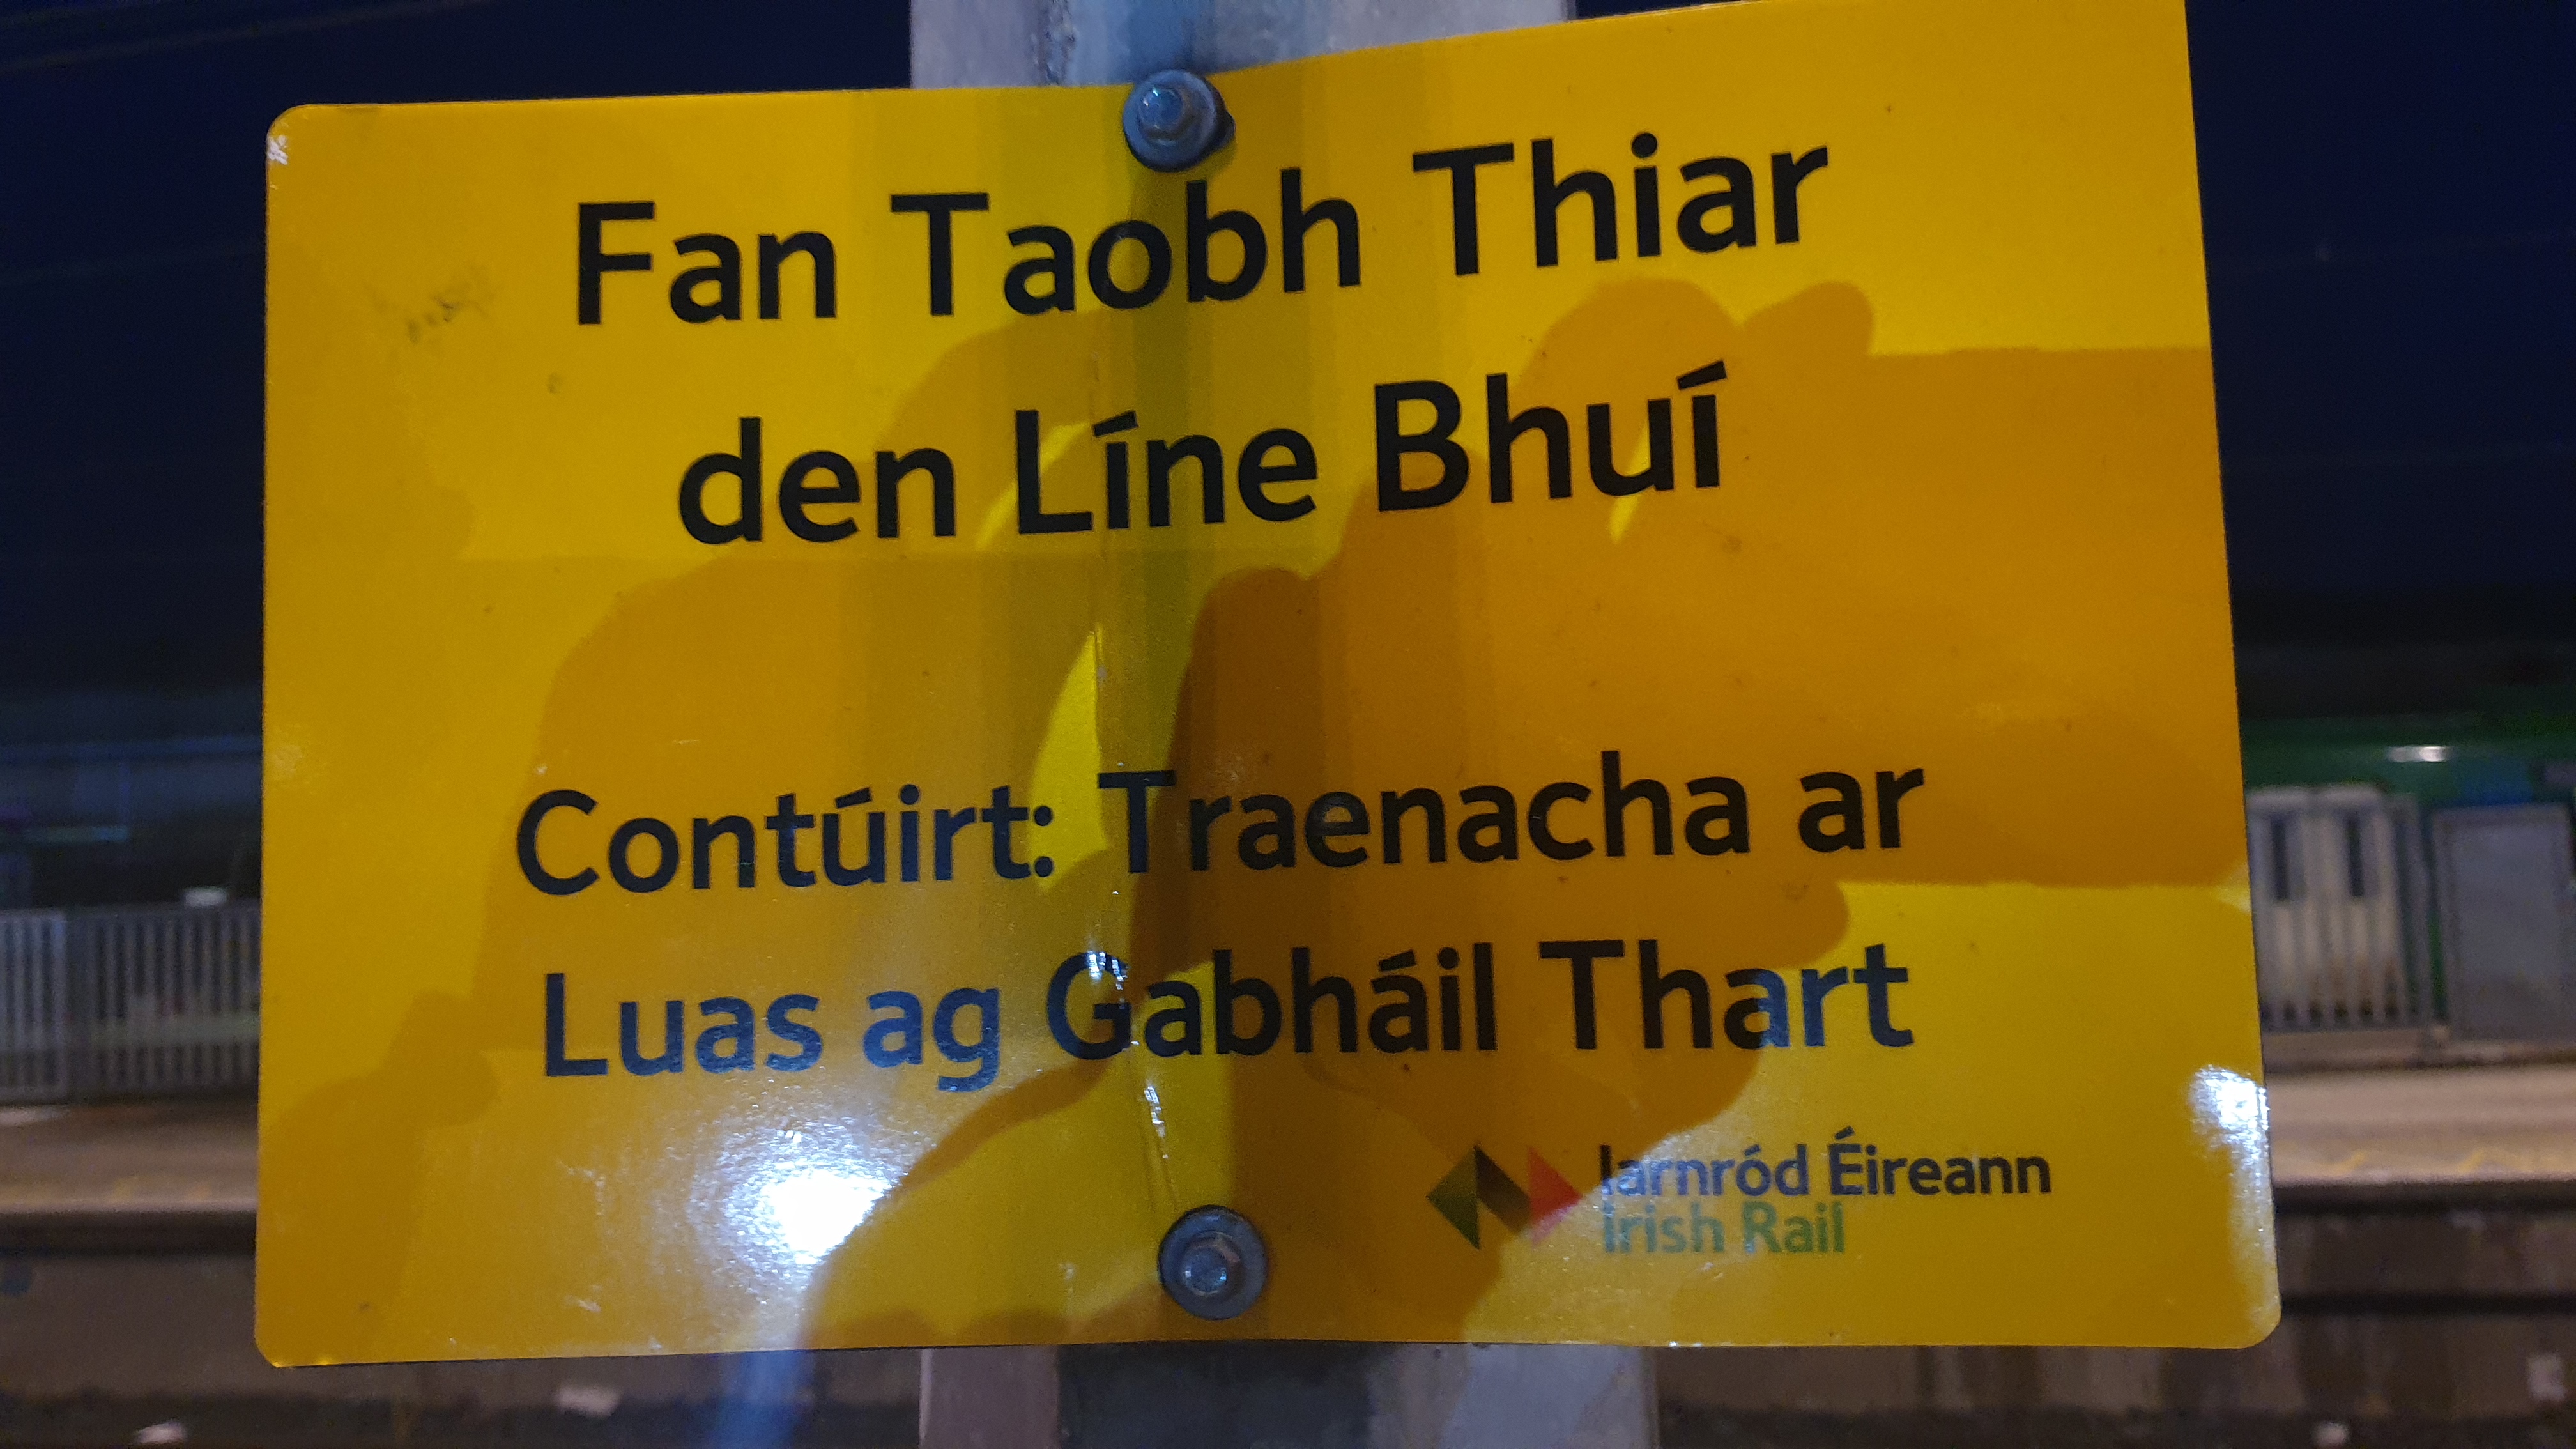 Fan Taobh Thiar
den Líne Bhuí
Contúirt: Traenacha ar
Luas ag Gabháil Thart
Iarnród Éireann
Irish Rail